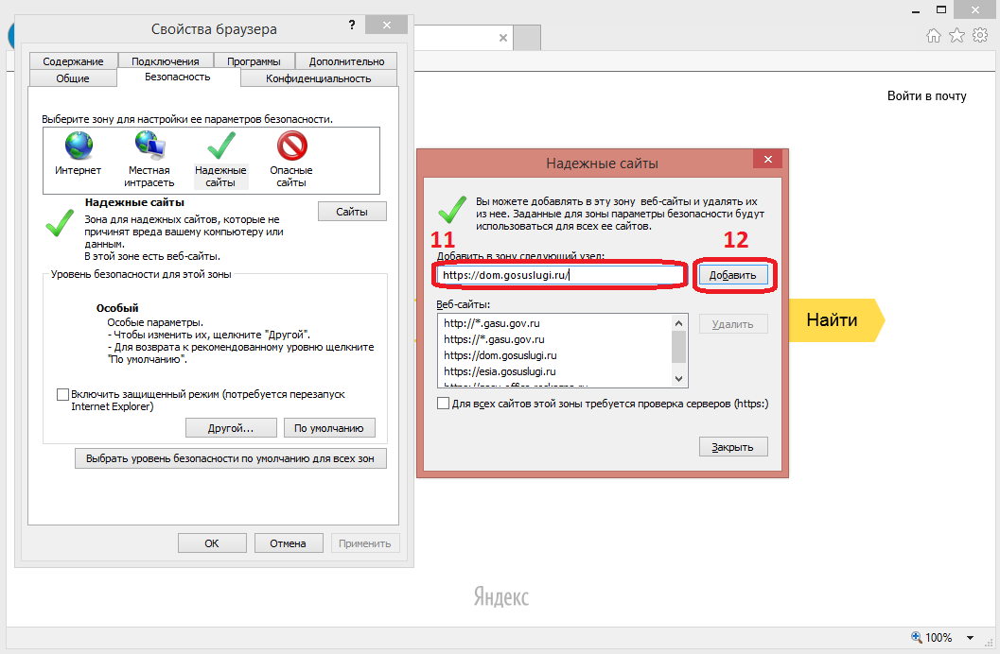 Свойства браузера
?
Содержание Подключения Программы Дополнительно
Общие Безопасность Конфиденциальность
Выберите зону для настройки ее параметров безопасности.
Интернет
Местная
интрасеть
Надежные
сайты
Опасные
сайты
Надежные сайты
Сайты
Зона для надежных сайтов, которые не
причинят вреда вашему компьютеру или
данным.
В этой зоне есть веб-сайты.
Уровень безопасности для этой зоны
Особый
Особые параметры.
- Чтобы изменить их, щелкните "Другой".
- Для возврата к рекомендованному уровню щелкните
"По умолчанию".
Включить защищенный режим (потребуется перезапуск
Internet Explorer)
Другой... По умолчанию
Выбрать уровень безопасности по умолчанию для всех зон
ОК Отмена Применить
Войти в почту
Надежные сайты
Вы можете добавлять в эту зону веб-сайты и удалять их
из нее. Заданные для зоны параметры безопасности будут
использоваться для всех ее сайтов.
11
12
Добавить в зону следующий узел:
https://dom.gosuslugi.ru/
Добавить
Веб-сайты:
http://*.gasu.gov.ru
https://*.gasu.gov.ru
https://dom.gosuslugi.ru
https://esia.gosuslugi.ru
Удалить
Для всех сайтов этой зоны требуется проверка серверов (https:)
Закрыть
Найти
Яндекс
100%